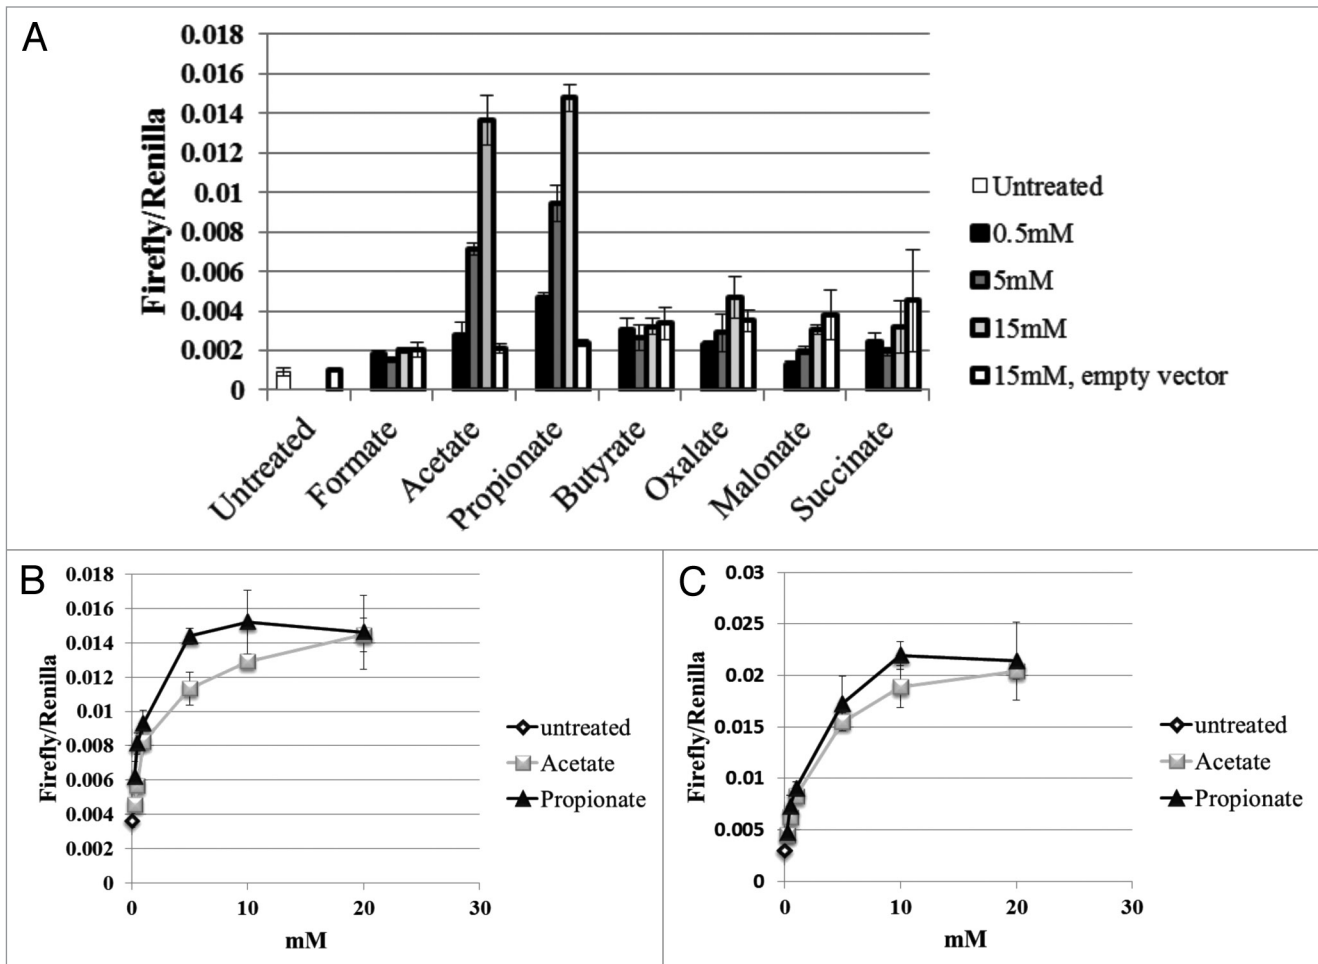 A
0.018
0.016
0.014
0.012
0.01
0.008
0.006
0.004
0.002
0
Firefly/Renilla
Untreated
Formate
Acetate
Propionate
Butyrate
Oxalate
Malonate
Succinate
Untreated
0.5mM
5mM
15mM
15mM, empty vector
B
0.018
0.016
0.014
0.012
0.01
0.008
0.006
0.004
0.002
0
Firefly/Renilla
0 10 20 30
mM
untreated
Acetate
Propionate
C
0.03
0.025
0.02
0.015
0.01
0.005
0
Firefly/Renilla
0 10 20 30
mM
untreated
Acetate
Propionate